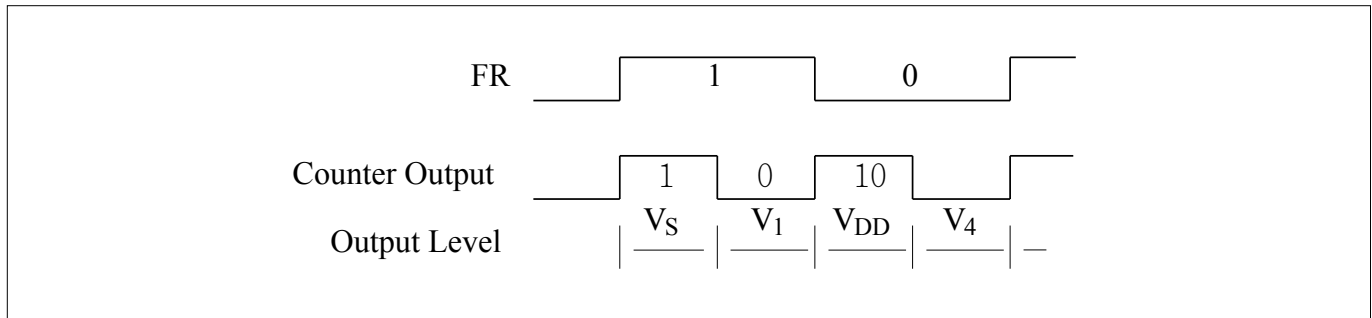 FR 1 0
Counter Output 1 0 10
Output Level VS V1 VDD V4